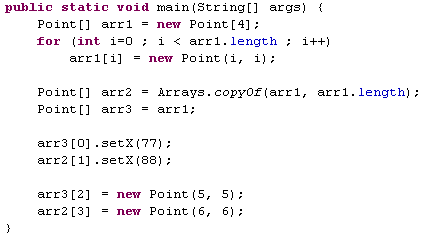 public static void main(String[] args) {
    Point[] arr1 = new Point[4];
    for (int i=0 ; i < arr1.length ; i++)
        arr1[i] = new Point(i, i);

    Point[] arr2 = Arrays.copyOf(arr1, arr1.length);
    Point[] arr3 = arr1;

    arr3[0].setX(77);
    arr2[1].setX(88);

    arr3[2] = new Point(5, 5);
    arr2[3] = new Point(6, 6);
}